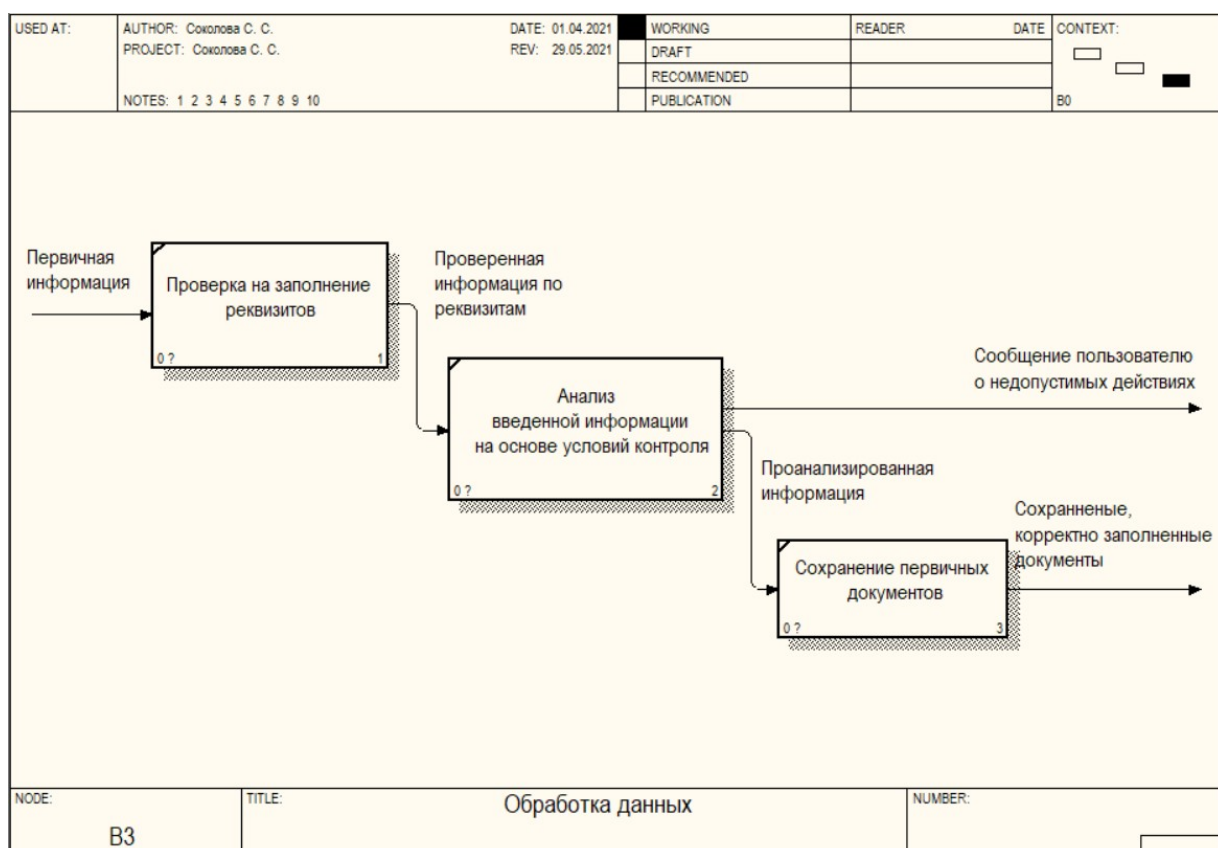 USED AT:
AUTHOR: Соколова С. С.
DATE: 01.04.2021
PROJECT: Соколова С. С.
REV: 29.05.2021
NOTES: 1 2 3 4 5 6 7 8 9 10
WORKING
DRAFT
RECOMMENDED
PUBLICATION
READER DATE
CONTEXT:
B0
Первичная
информация
Проверка на заполнение
реквизитов
0 ? 1
Проверенная
информация по
реквизитам
Анализ
введенной информации
на основе условий контроля
0 ? 2
Сообщение пользователю
о недопустимых действиях
Проанализированная
информация
Сохранение первичных
документов
0 ? 3
Сохранненые,
корректно заполненные
документы
NODE:
B3
TITLE:
Обработка данных
NUMBER: